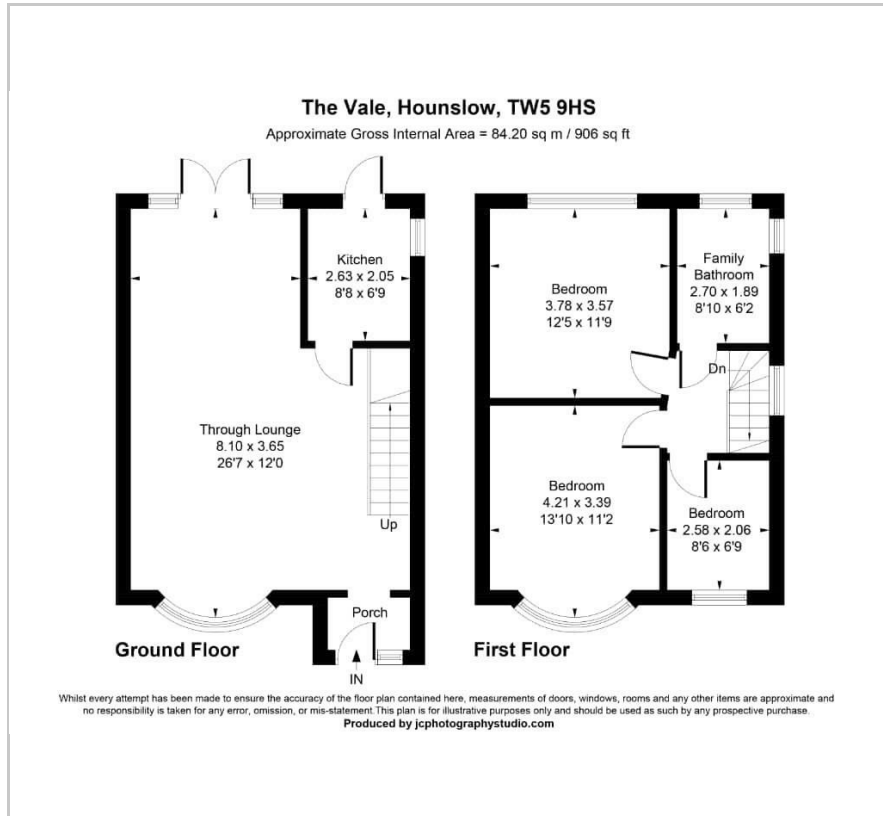 The Vale, Hounslow, TW5 9HS
Approximate Gross Internal Area = 84.20 sq m / 906 sq ft
Kitchen
2.63 x 2.05
8'8 x 6'9
Through Lounge
8.10 x 3.65
26'7 x 12'0
Up
Porch
IN
Ground Floor
Bedroom
3.78 x 3.57
12'5 x 11'9
Family
Bathroom
2.70 x 1.89
8'10 x 6'2
Dn
Bedroom
4.21 x 3.39
13'10 x 11'2
Bedroom
2.58 x 2.06
8'6 x 6'9
First Floor
Whilst every attempt has been made to ensure the accuracy of the floor plan contained here, measurements of doors, windows, rooms and any other items are approximate and
no responsibility is taken for any error, omission, or mis-statement.This plan is for illustrative purposes only and should be used as such by any prospective purchase.
Produced by jcphotographystudio.com